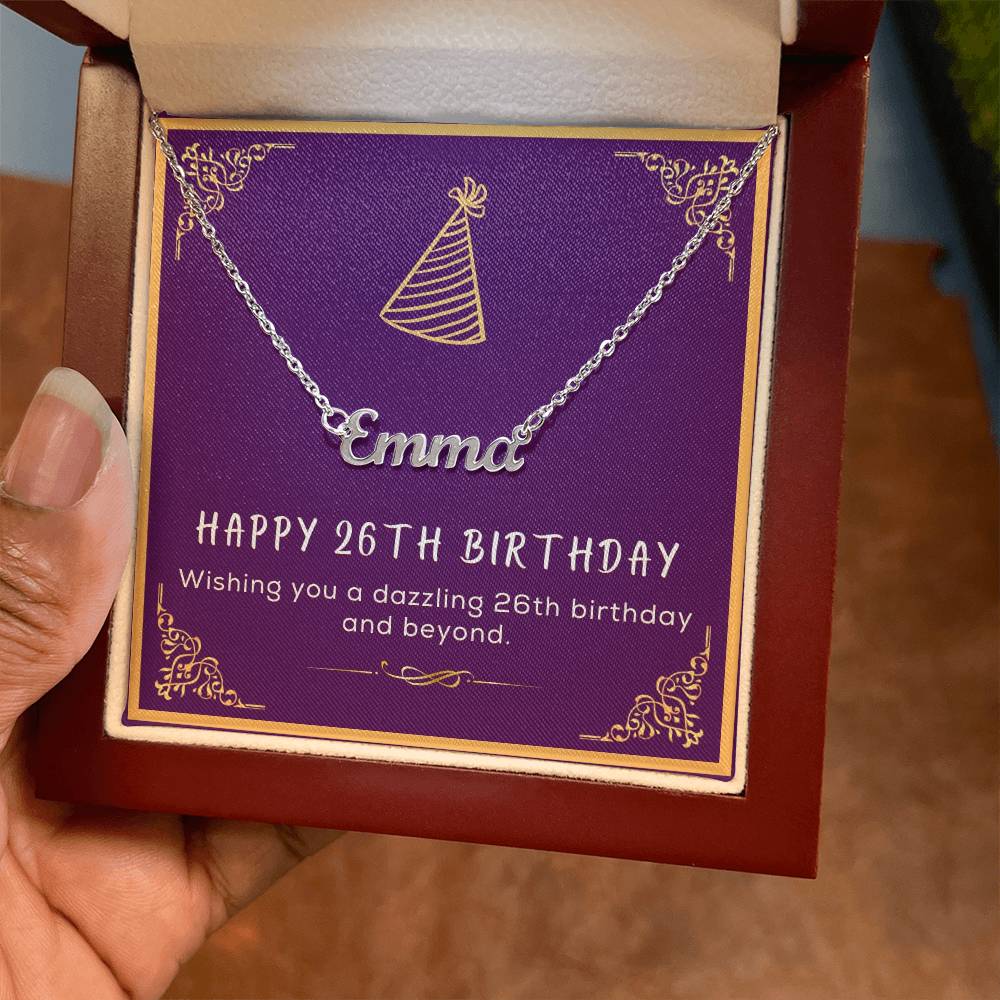 Emma
HAPPY 26TH BIRTHDAY
Wishing you a dazzling 26th birthday
and beyond.